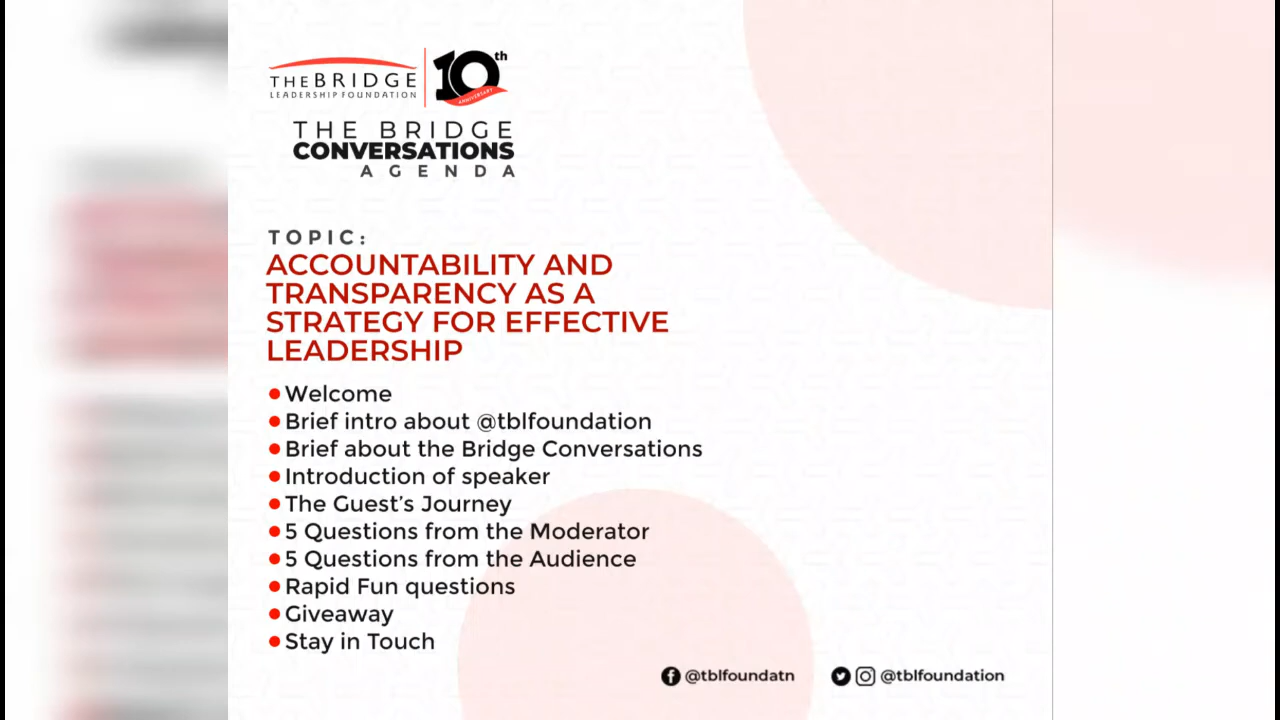 THEBRIDGE
LEADERSHIP FOUNDATION
10th
ANNIVERSARY
THE BRIDGE
CONVERSATIONS
AGENDA
TOPIC:
ACCOUNTABILITY AND
TRANSPARENCY AS A
STRATEGY FOR EFFECTIVE
LEADERSHIP
Welcome
Brief intro about @tblfoundation
Brief about the Bridge Conversations
Introduction of speaker
The Guest's Journey
5 Questions from the Moderator
5 Questions from the Audience
Rapid Fun questions
Giveaway
Stay in Touch
@tblfoundatn @tblfoundation